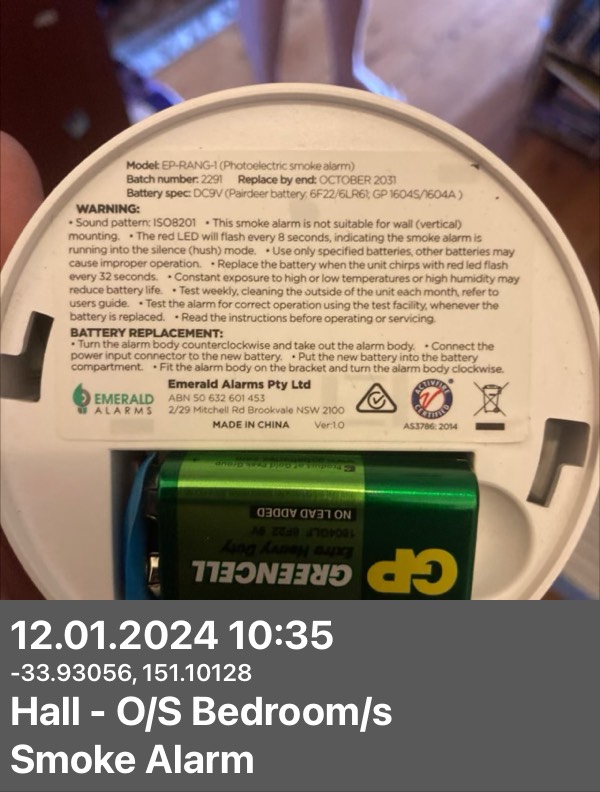 Model: EP-RANG-1 (Photoelectric smoke alarm)
Batch number: 2291 Replace by end: OCTOBER 2031
Battery spec: DC9V (Pairdeer battery: 6F22/6LR61; GP 1604S/1604A )
WARNING:
• Sound pattern: ISO8201 • This smoke alarm is not suitable for wall (vertical)
mounting. • The red LED will flash every 8 seconds, indicating the smoke alarm is
running into the silence (hush) mode. • Use only specified batteries, other batteries may
cause improper operation. • Replace the battery when the unit chirps with red led flash
every 32 seconds. • Constant exposure to high or low temperatures or high humidity may
reduce battery life. • Test weekly, cleaning the outside of the unit each month, refer to
users guide. • Test the alarm for correct operation using the test facility, whenever the
battery is replaced. • Read the instructions before operating or servicing.
BATTERY REPLACEMENT:
• Turn the alarm body counterclockwise and take out the alarm body. • Connect the
power input connector to the new battery. • Put the new battery into the battery
compartment. • Fit the alarm body on the bracket and turn the alarm body clockwise.
EMERALD
ALARMS
Emerald Alarms Pty Ltd
ABN 50 632 601 453
2/29 Mitchell Rd Brookvale NSW 2100
MADE IN CHINA Ver:1.0
ACTIVFIRE
CERTIFIED
AS3786: 2014
NO LEAD ADDED
Extra Heavy Duty
GP GREENCELL
12.01.2024 10:35
-33.93056, 151.10128
Hall - O/S Bedroom/s
Smoke Alarm